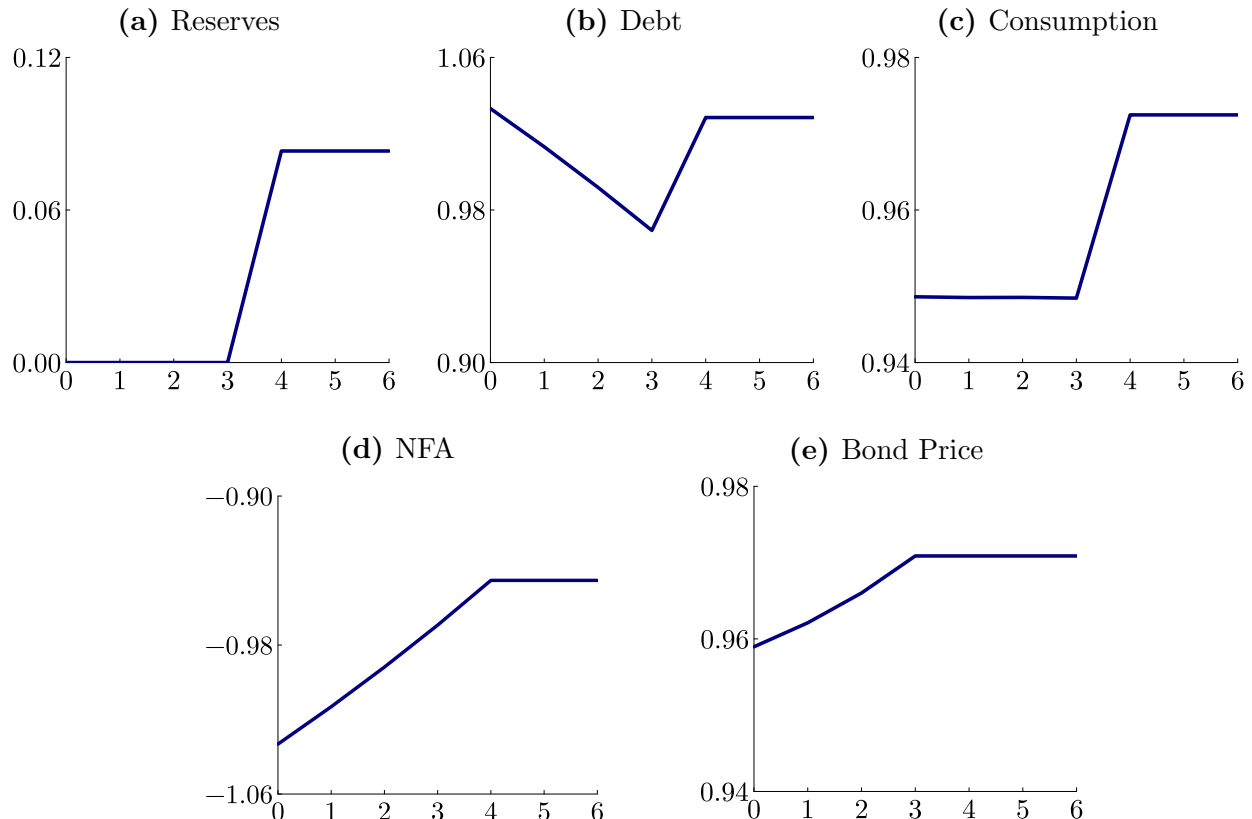 (a) Reserves
0.12
0.06
0.00
0 1 2 3 4 5 6
(b) Debt
1.06
0.98
0.90
0 1 2 3 4 5 6
(c) Consumption
0.98
0.96
0.94
0 1 2 3 4 5 6
(d) NFA
−0.90
−0.98
−1.06
0 1 2 3 4 5 6
(e) Bond Price
0.98
0.96
0.94
0 1 2 3 4 5 6